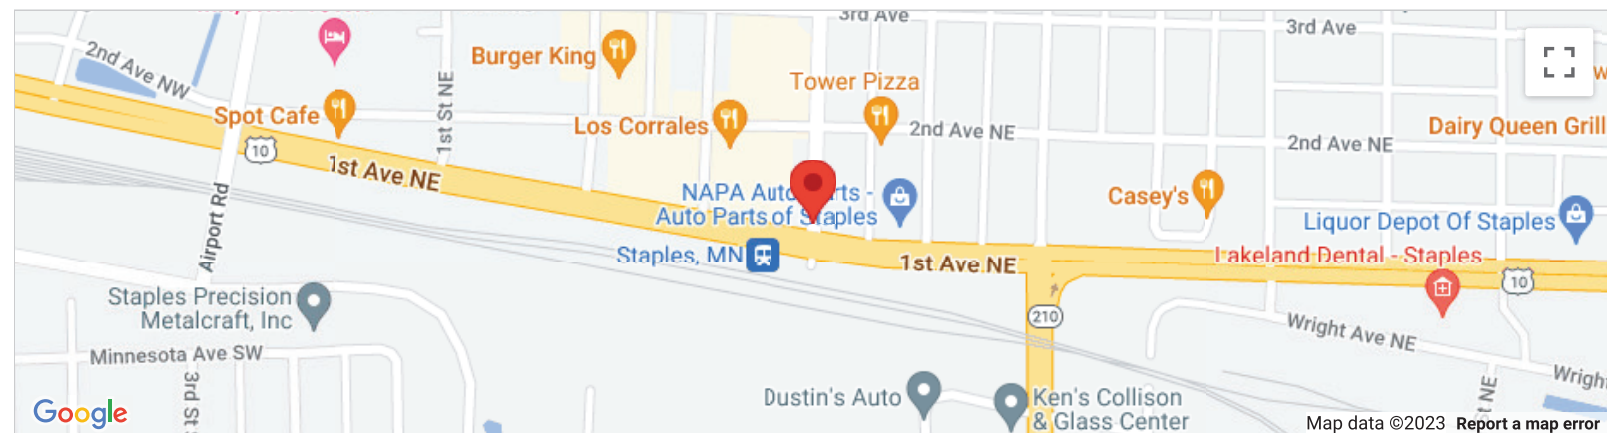 3rd Ave
3rd Ave
2nd Ave NW
Burger King
Tower Pizza
Spot Cafe
1st St NE
Los Corrales
2nd Ave NE
Dairy Queen Grill
2nd Ave NE
10
1st Ave NE
NAPA Auto Parts -
Auto Parts of Staples
Casey's
Liquor Depot Of Staples
Airport Rd
Staples, MN
1st Ave NE
Lakeland Dental - Staples
10
Staples Precision
Metalcraft, Inc
210
Wright Ave NE
Minnesota Ave SW
Wrigh
3rd St S
St NE
Dustin's Auto
Ken's Collision
& Glass Center
Google
Map data ©2023 Report a map error